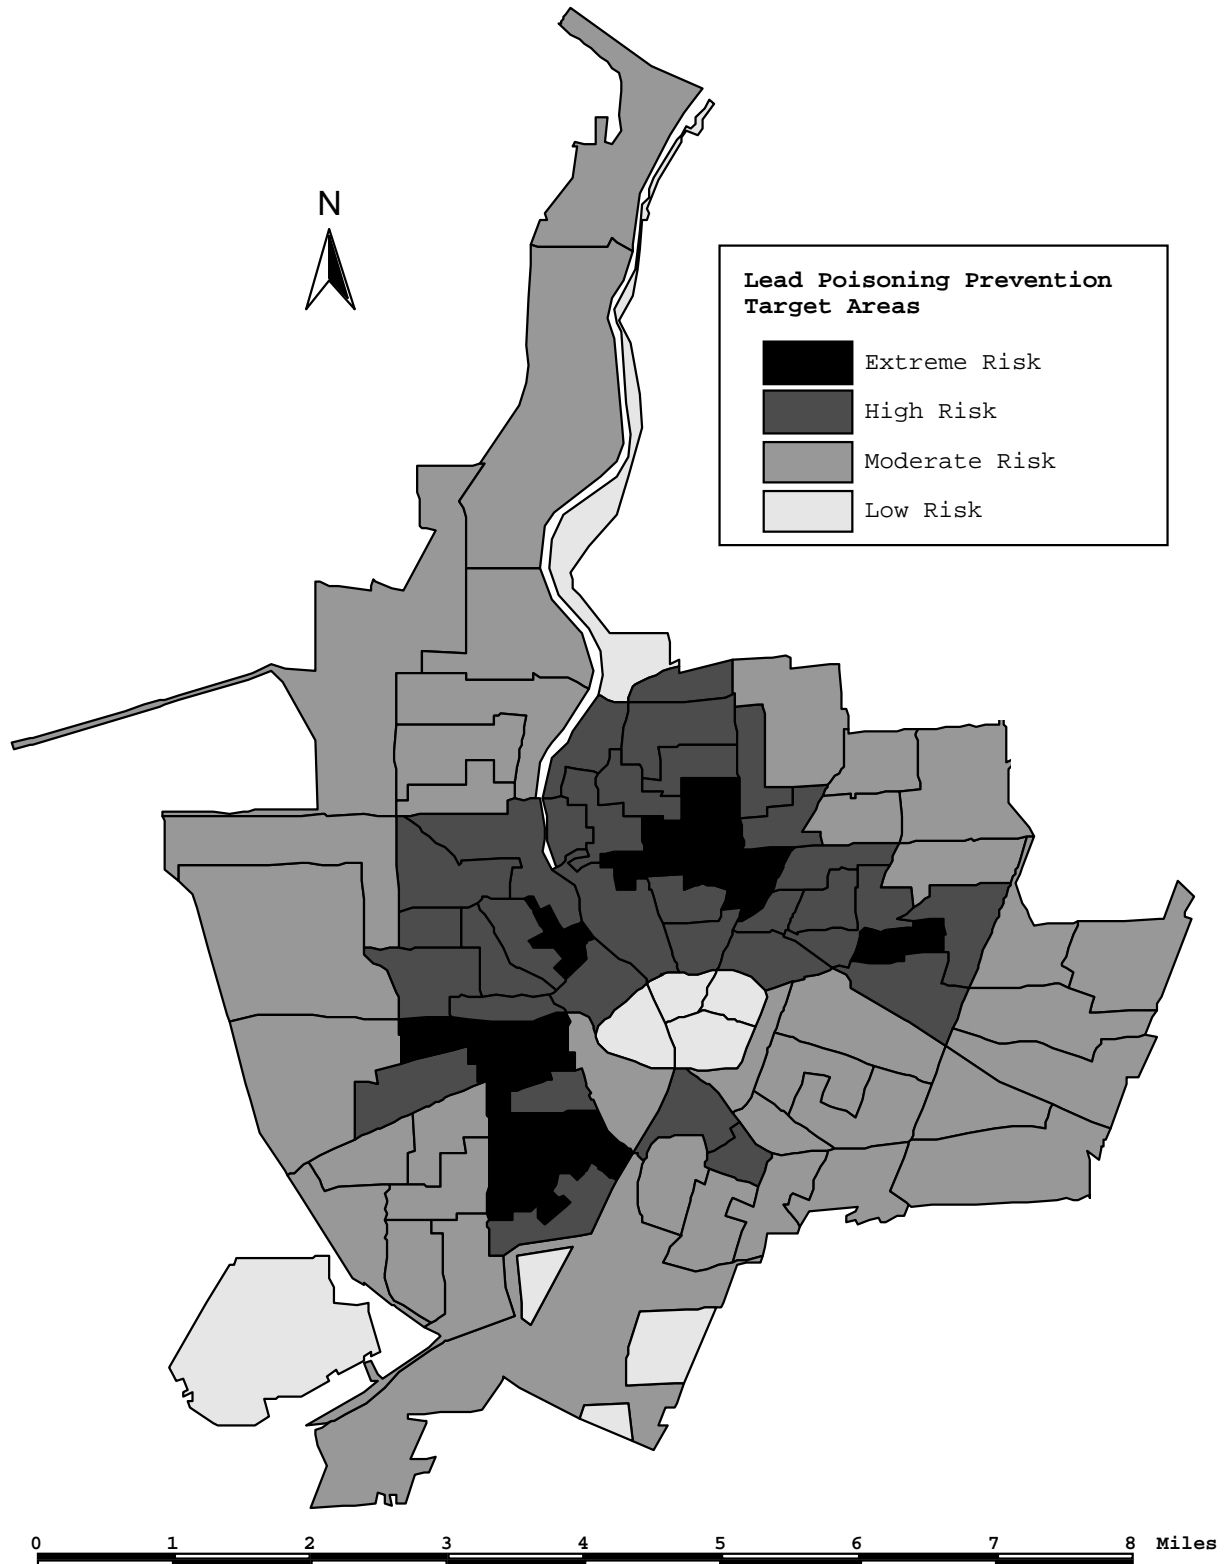 N
Lead Poisoning Prevention
Target Areas
Extreme Risk
High Risk
Moderate Risk
Low Risk
0 1 2 3 4 5 6 7 8 Miles